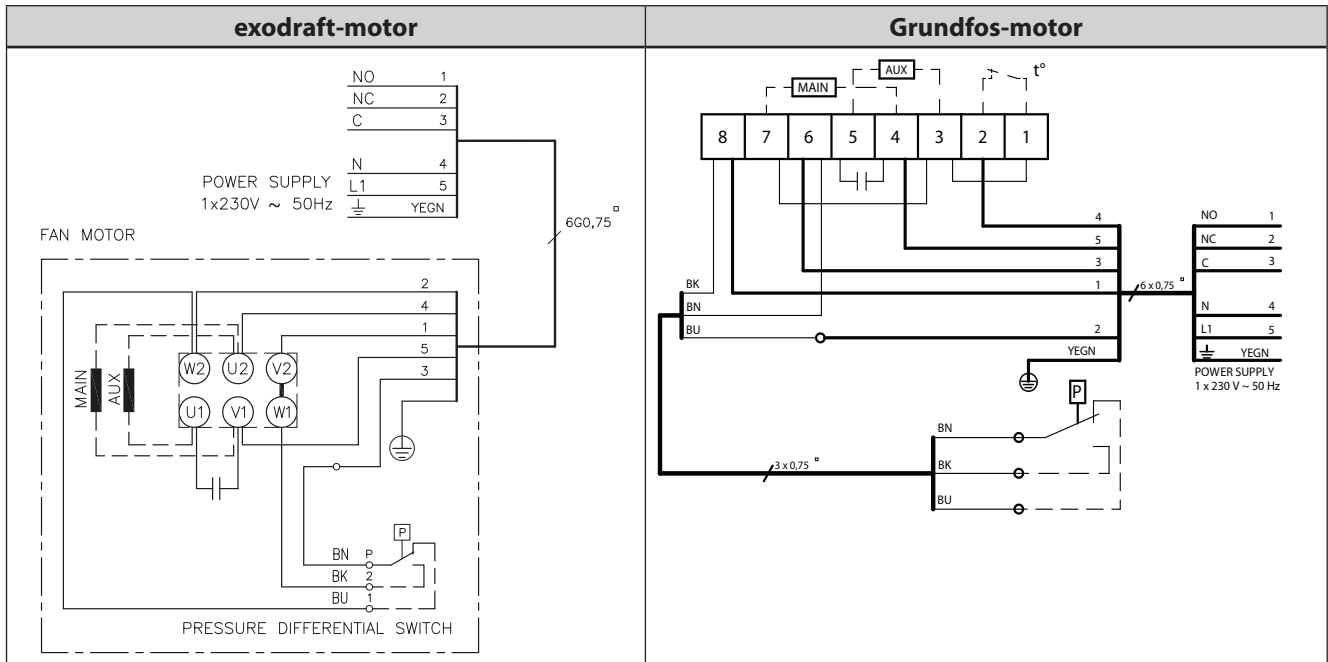 exodraft-motor
NO 1
NC 2
C 3
N 4
POWER SUPPLY L1 5
1x230V ~ 50Hz ⏚ YEGN
6G0,75 □
FAN MOTOR
2
4
1
5
3
W2 U2 V2
MAIN AUX
U1 V1 W1
P
BN P
BK 2
BU 1
PRESSURE DIFFERENTIAL SWITCH
Grundfos-motor
AUX t°
MAIN
8 7 6 5 4 3 2 1
4 NO 1
5 NC 2
3 C 3
BK 1 6 x 0,75 □
BN N 4
BU 2 L1 5
YEGN ⏚ YEGN
POWER SUPPLY
1 x 230 V ~ 50 Hz
P
BN
3 x 0,75 □ BK
BU